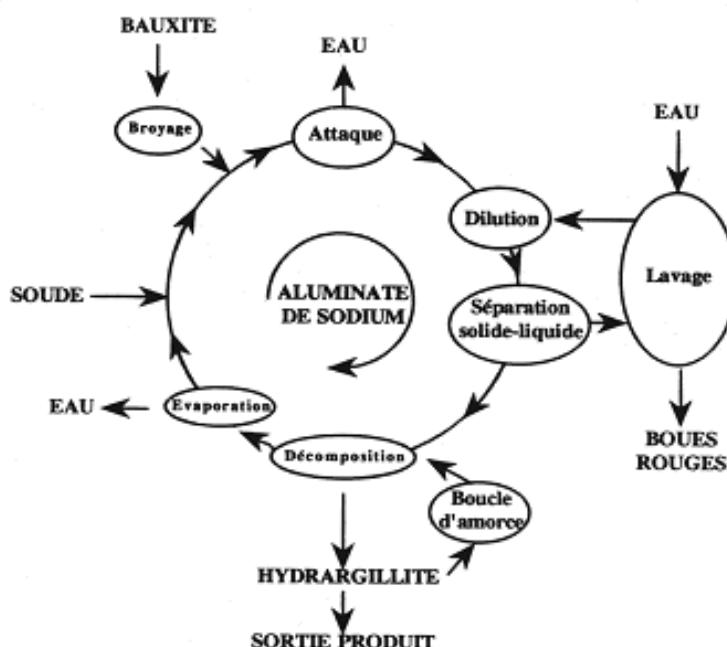 BAUXITE
EAU
Broyage
Attaque
EAU
Dilution
Lavage
SOUDE
ALUMINATE
DE SODIUM
Séparation
solide-liquide
EAU
Evaporation
Décomposition
BOUES
ROUGES
Boucle
d'amorce
HYDRARGILLITE
SORTIE PRODUIT